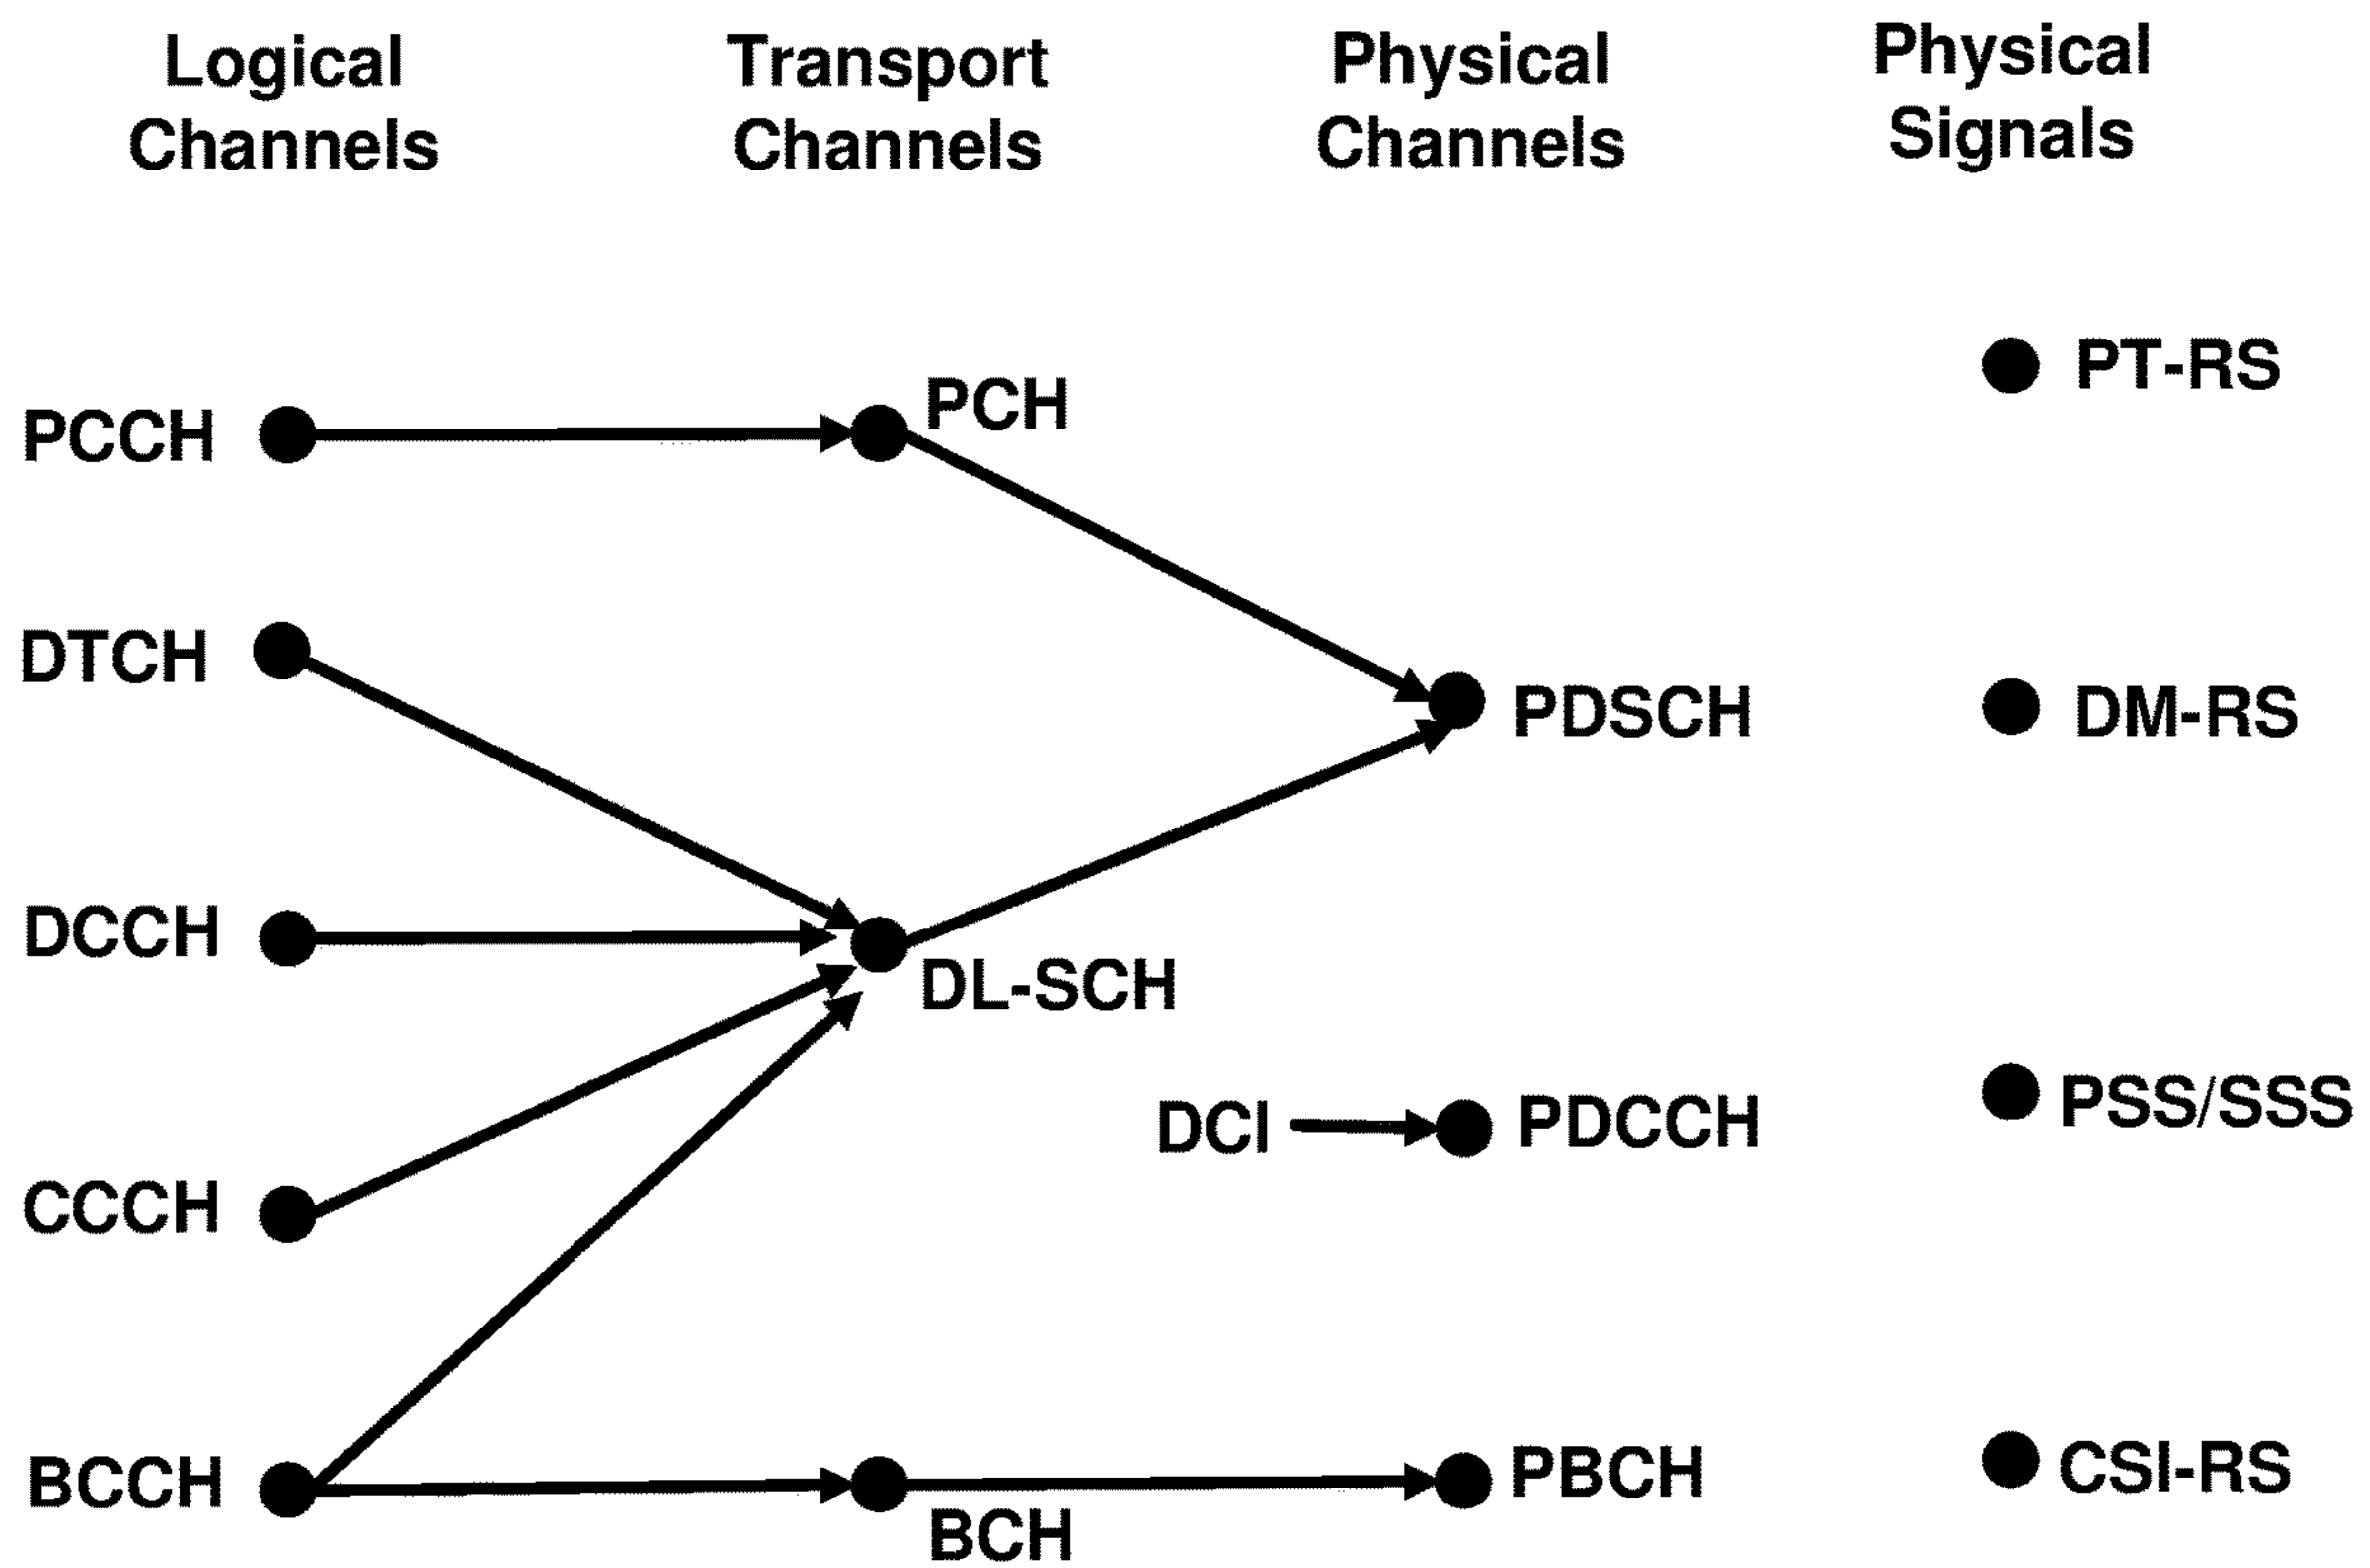 Logical
Channels
Transport
Channels
Physical
Channels
Physical
Signals
PT-RS
PCH
PCCH
DTCH
PDSCH
DM-RS
DCCH
DL-SCH
DCI
PDCCH
PSS/SSS
CCCH
BCCH
PBCH
CSI-RS
BCH